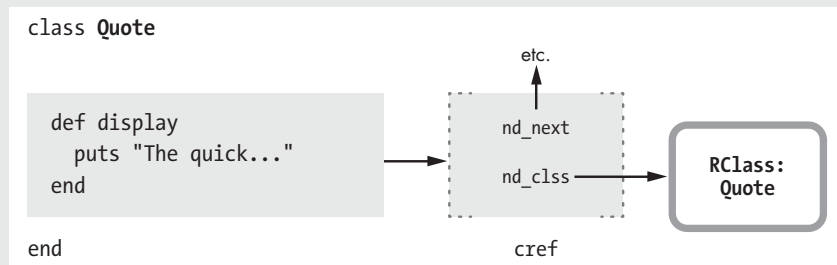 class Quote
etc.
def display
puts "The quick..."
end
nd_next
nd_clss
RClass:
Quote
end
cref